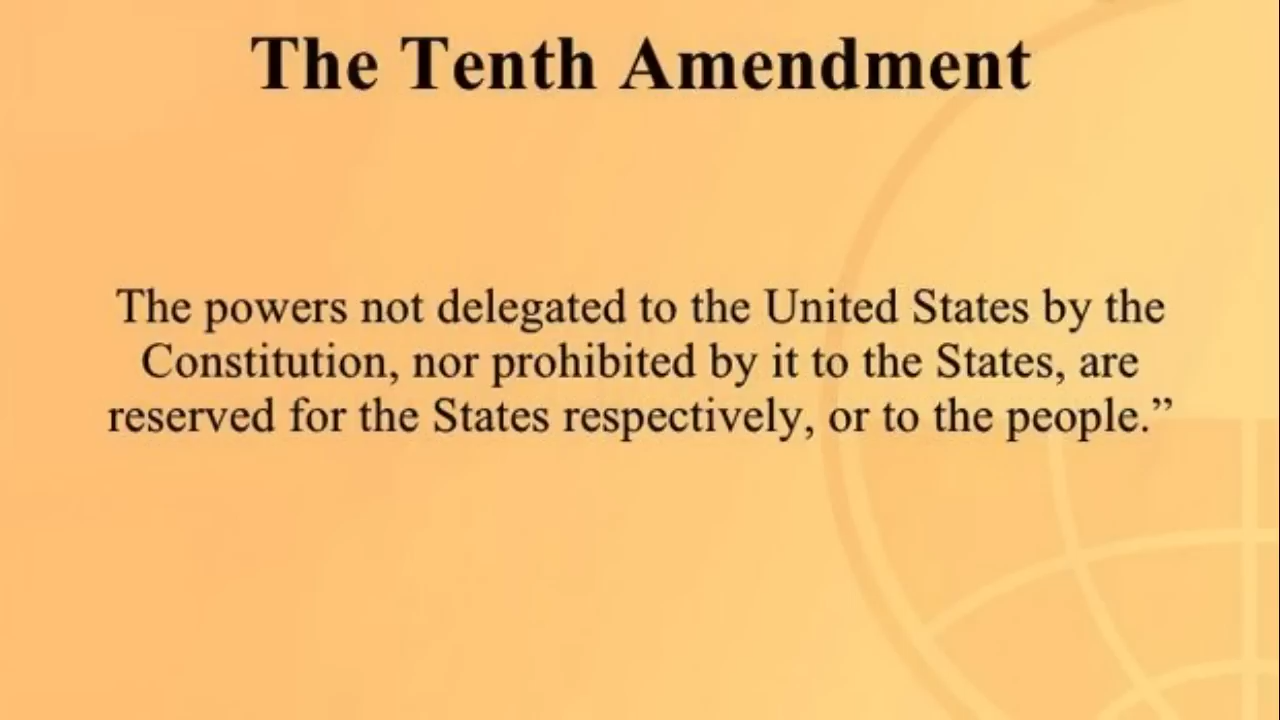 The Tenth Amendment
The powers not delegated to the United States by the
Constitution, nor prohibited by it to the States, are
reserved for the States respectively, or to the people.”